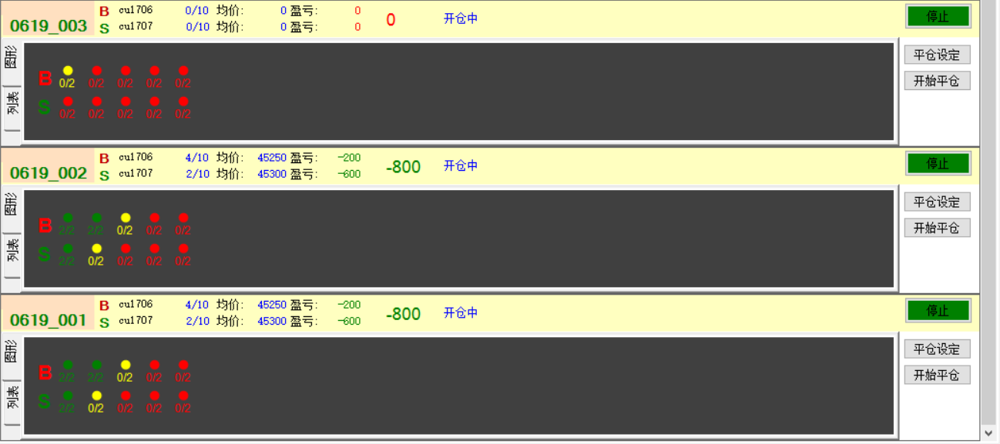 0619_003 B cu1706 0/10 均价: 0 盈亏: 0 0 开仓中 停止
S cu1707 0/10 均价: 0 盈亏: 0
图形 平仓设定
B 0/2 0/2 0/2 0/2 0/2 开始平仓
列表 S 0/2 0/2 0/2 0/2 0/2
0619_002 B cu1706 4/10 均价: 45250 盈亏: -200 -800 开仓中 停止
S cu1707 2/10 均价: 45300 盈亏: -600
图形 平仓设定
B 2/2 2/2 0/2 0/2 0/2 开始平仓
列表 S 2/2 0/2 0/2 0/2 0/2
0619_001 B cu1706 4/10 均价: 45250 盈亏: -200 -800 开仓中 停止
S cu1707 2/10 均价: 45300 盈亏: -600
图形 平仓设定
B 2/2 2/2 0/2 0/2 0/2 开始平仓
列表 S 2/2 0/2 0/2 0/2 0/2